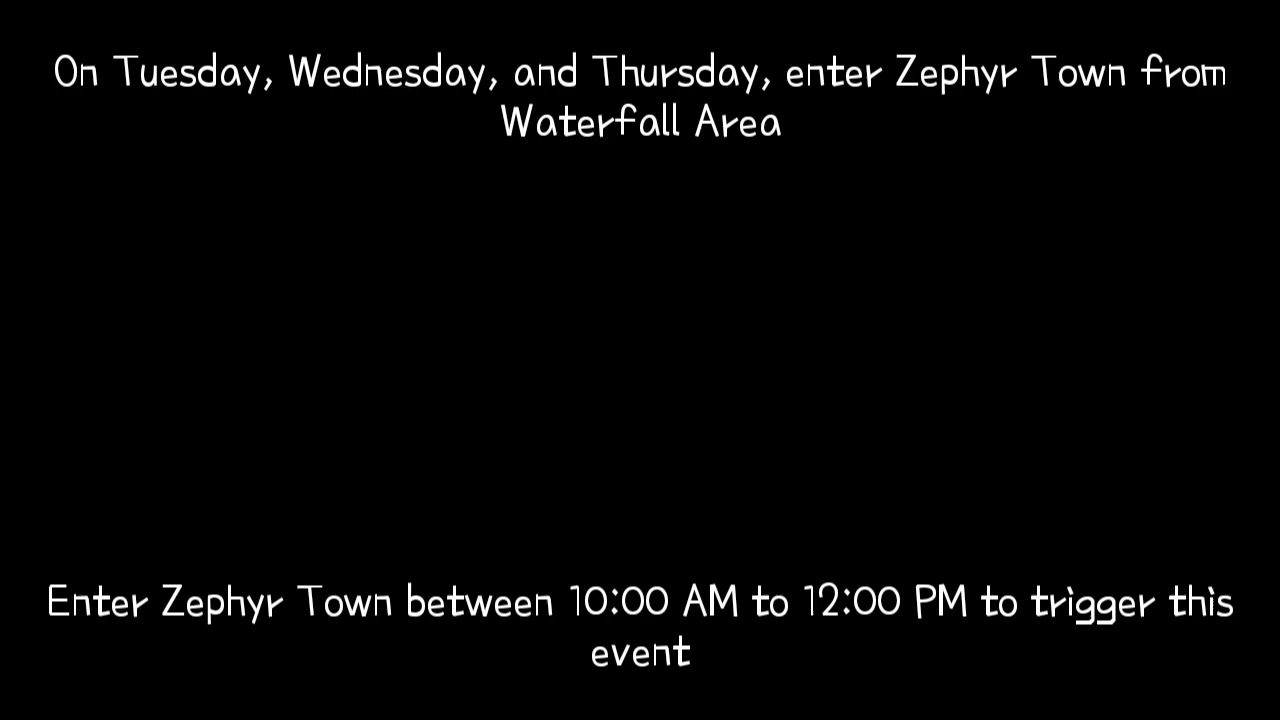 On Tuesday, Wednesday, and Thursday, enter Zephyr Town from
Waterfall Area
Enter Zephyr Town between 10:00 AM to 12:00 PM to trigger this
event